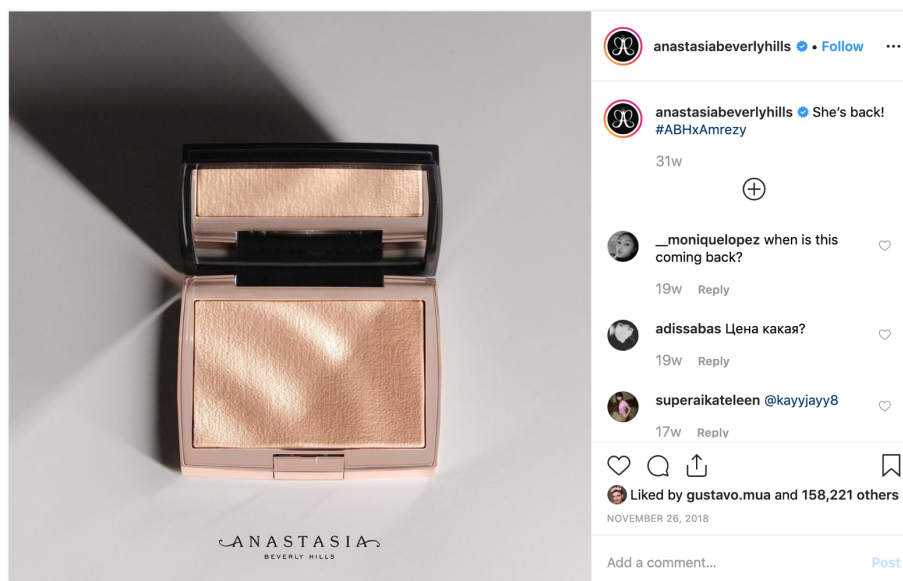 ANASTASIA
BEVERLY HILLS
anastasiabeverlyhills • Follow
anastasiabeverlyhills She's back!
#ABHxAmrezy
31w
__moniquelopez when is this
coming back?
19w Reply
adissabas Цена какая?
19w Reply
superaikateleen @kayyjayy8
17w Reply
Liked by gustavo.mua and 158,221 others
NOVEMBER 26, 2018
Add a comment... Post